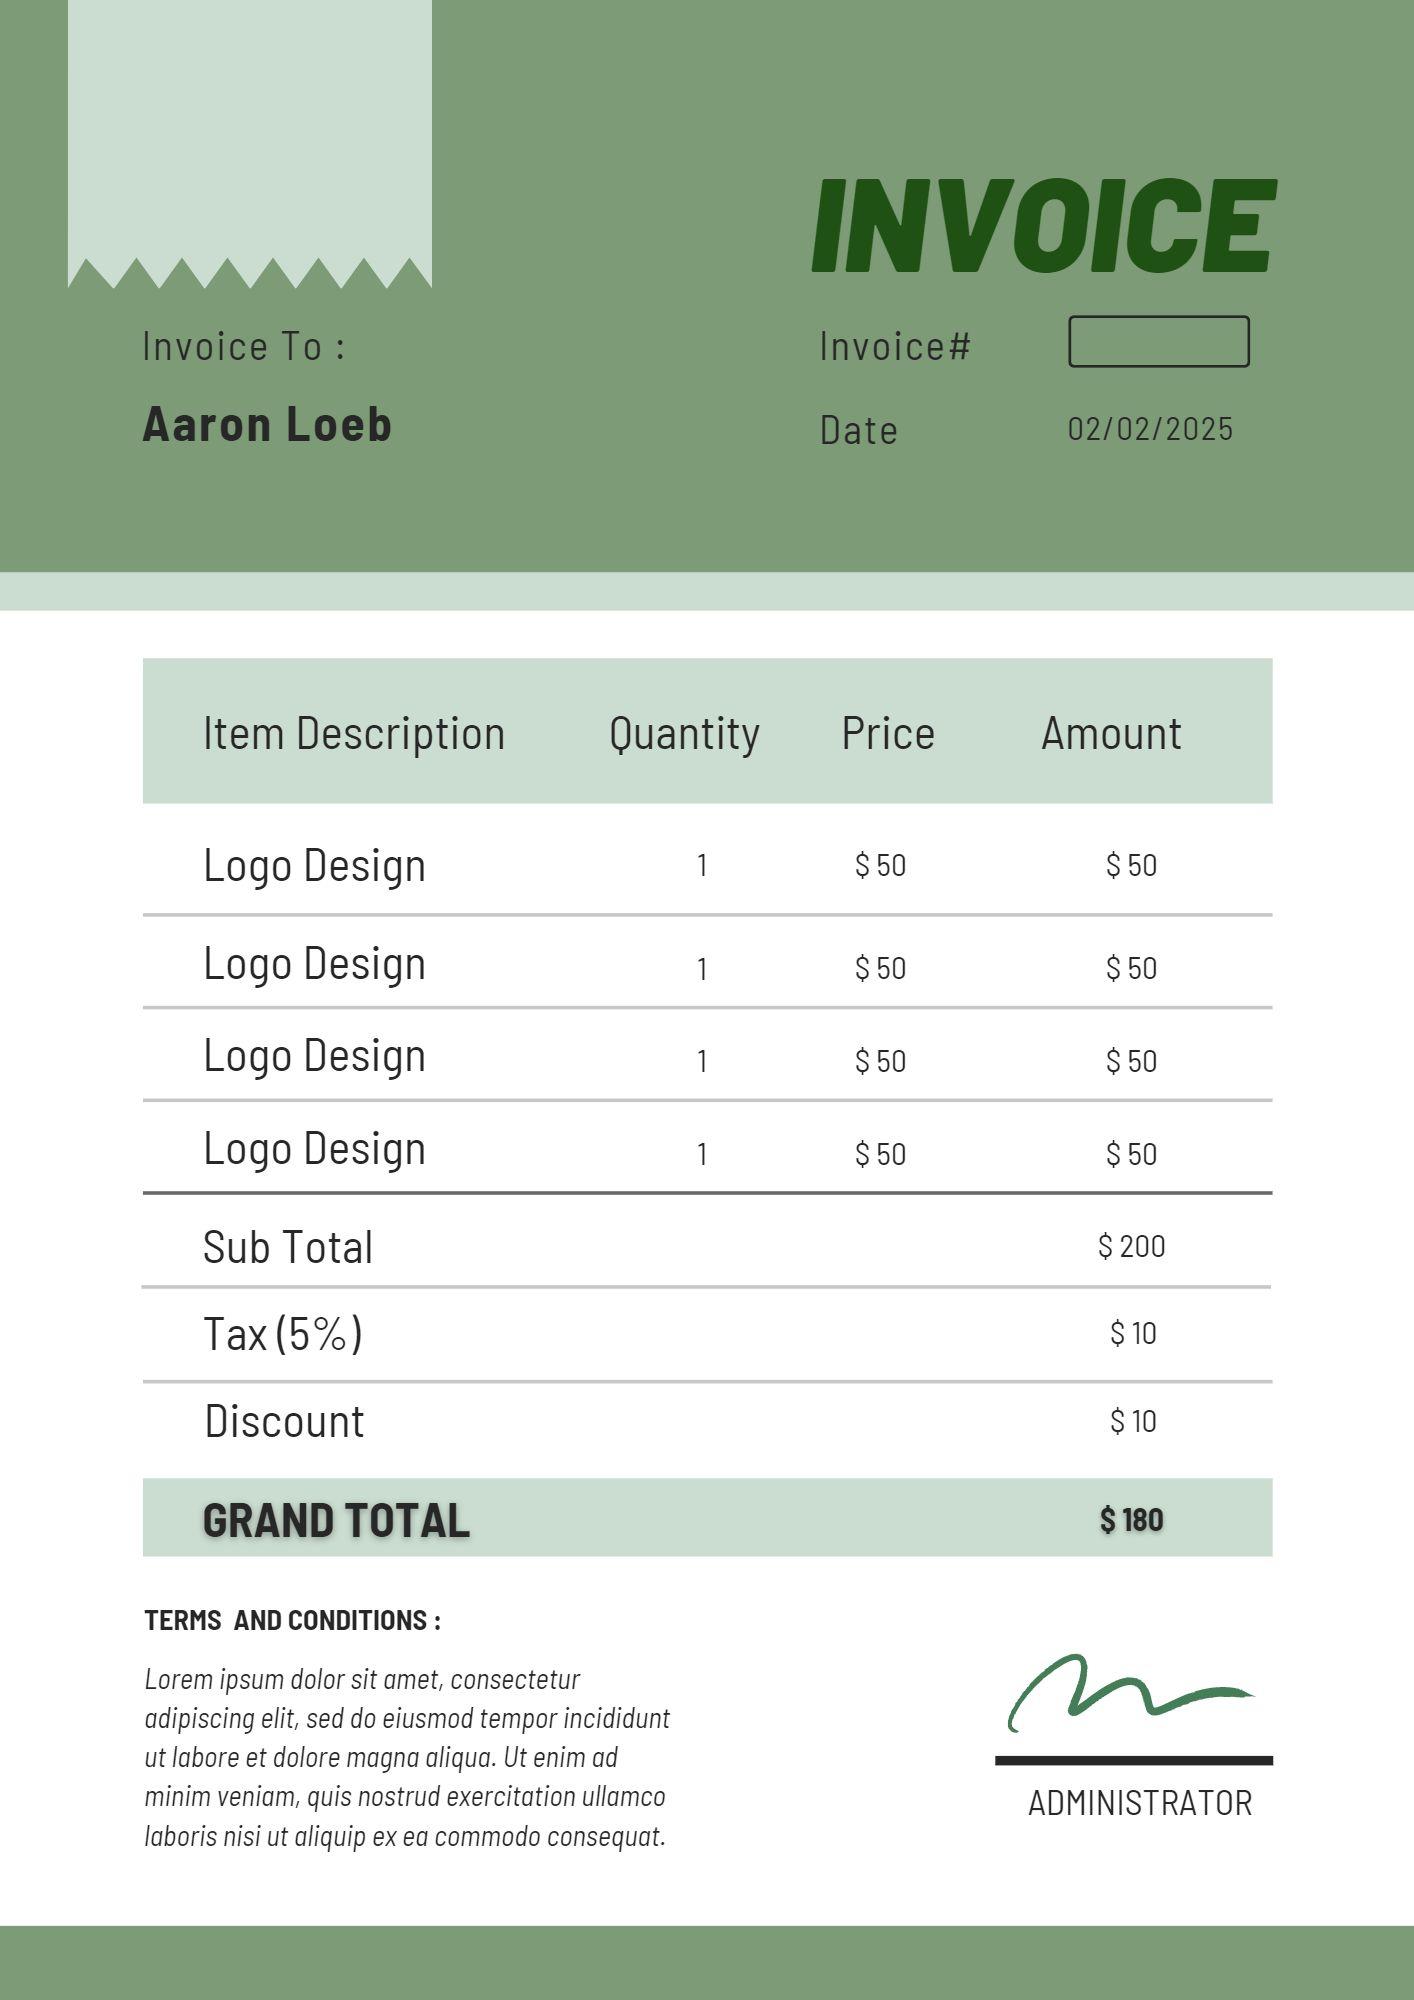 INVOICE
Invoice To :
Invoice#
Aaron Loeb
Date 02/02/2025
Item Description Quantity Price Amount
Logo Design 1 $ 50 $ 50
Logo Design 1 $ 50 $ 50
Logo Design 1 $ 50 $ 50
Logo Design 1 $ 50 $ 50
Sub Total $ 200
Tax (5%) $ 10
Discount $ 10
GRAND TOTAL $ 180
TERMS AND CONDITIONS :
Lorem ipsum dolor sit amet, consectetur
adipiscing elit, sed do eiusmod tempor incididunt
ut labore et dolore magna aliqua. Ut enim ad
minim veniam, quis nostrud exercitation ullamco
laboris nisi ut aliquip ex ea commodo consequat.
ADMINISTRATOR